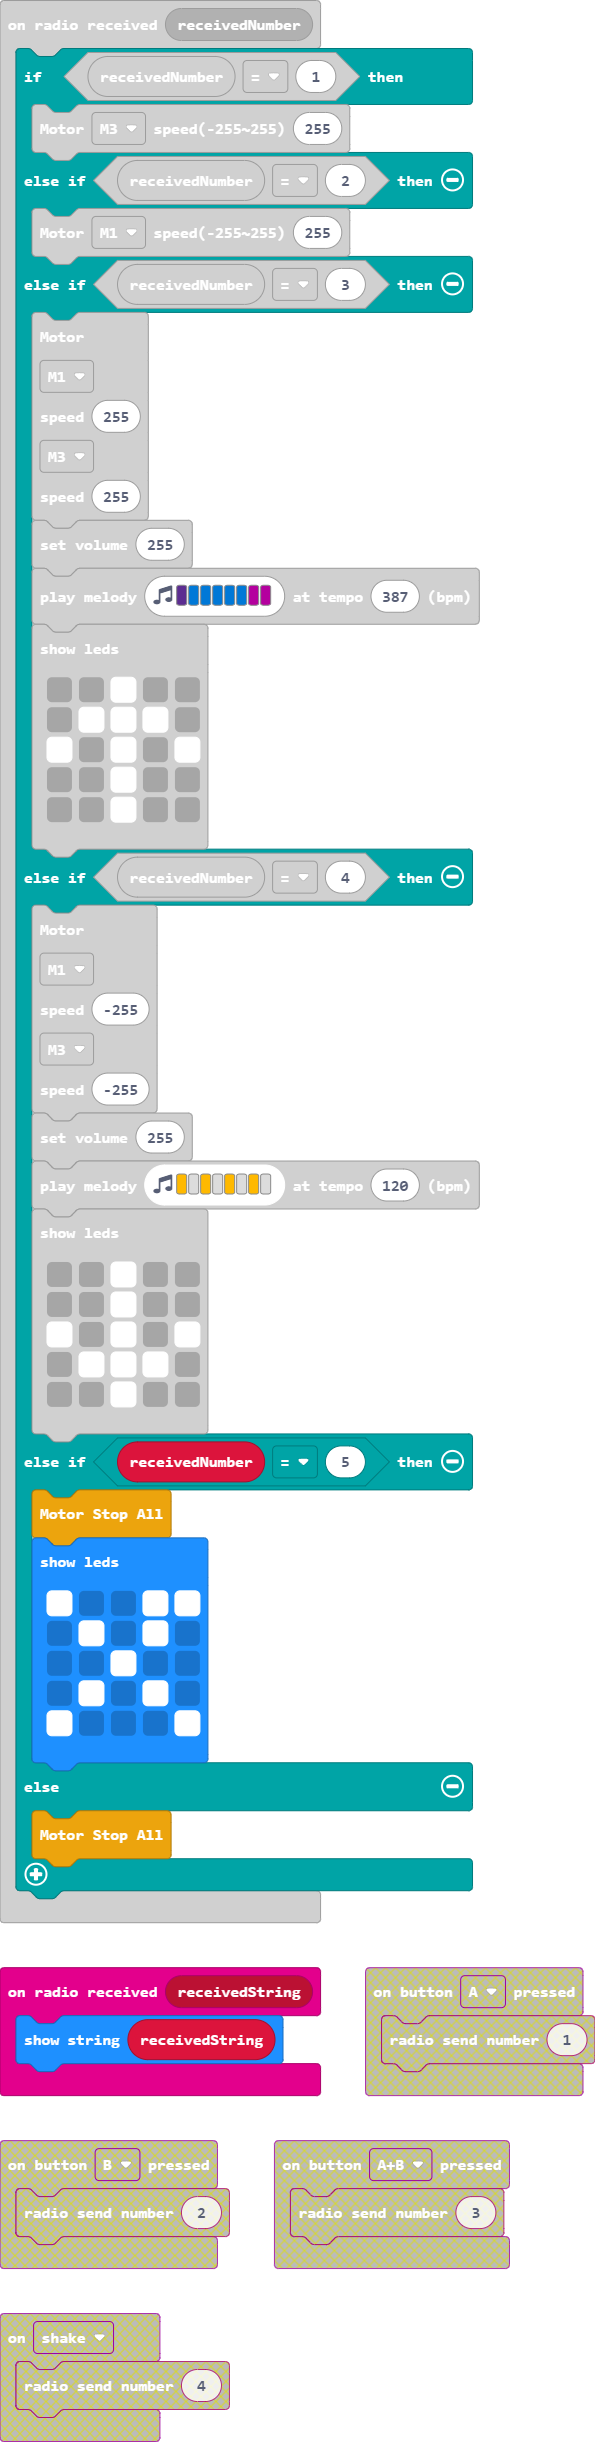 on radio received receivedNumber
if receivedNumber = 1 then
Motor M3 speed(-255~255) 255
else if receivedNumber = 2 then
Motor M1 speed(-255~255) 255
else if receivedNumber = 3 then
Motor
M1
speed 255
M3
speed 255
set volume 255
play melody at tempo 387 (bpm)
show leds
else if receivedNumber = 4 then
Motor
M1
speed -255
M3
speed -255
set volume 255
play melody at tempo 120 (bpm)
show leds
else if receivedNumber = 5 then
Motor Stop All
show leds
else
Motor Stop All
on radio received receivedString
show string receivedString
on button A pressed
radio send number 1
on button B pressed
radio send number 2
on button A+B pressed
radio send number 3
on shake
radio send number 4